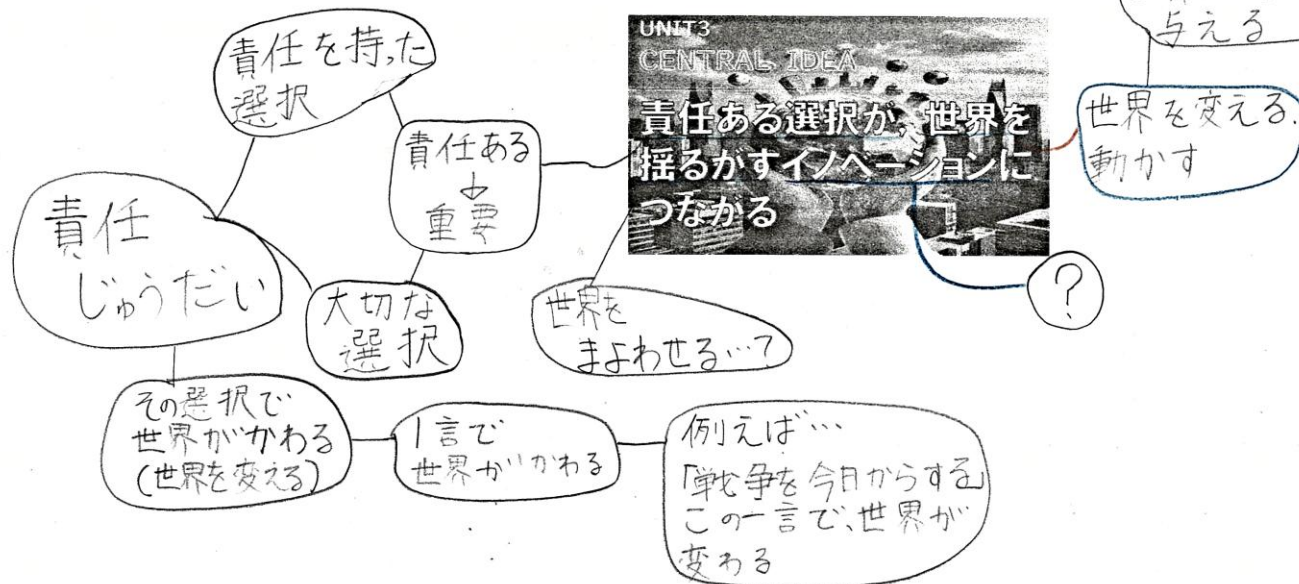 与える
世界を変える.
動かす
?
UNIT3
CENTRAL IDEA
責任ある選択が、世界を
揺るがすイノベーションに
つながる
責任を持った
選択
責任ある
↓
重要
責任
じゅうだい
大切な
選択
世界を
まよわせる…?
その選択で
世界がかわる
(世界を変える)
1言で
世界がかわる
例えば…
「戦争を今日からする」
この一言で、世界が
変わる